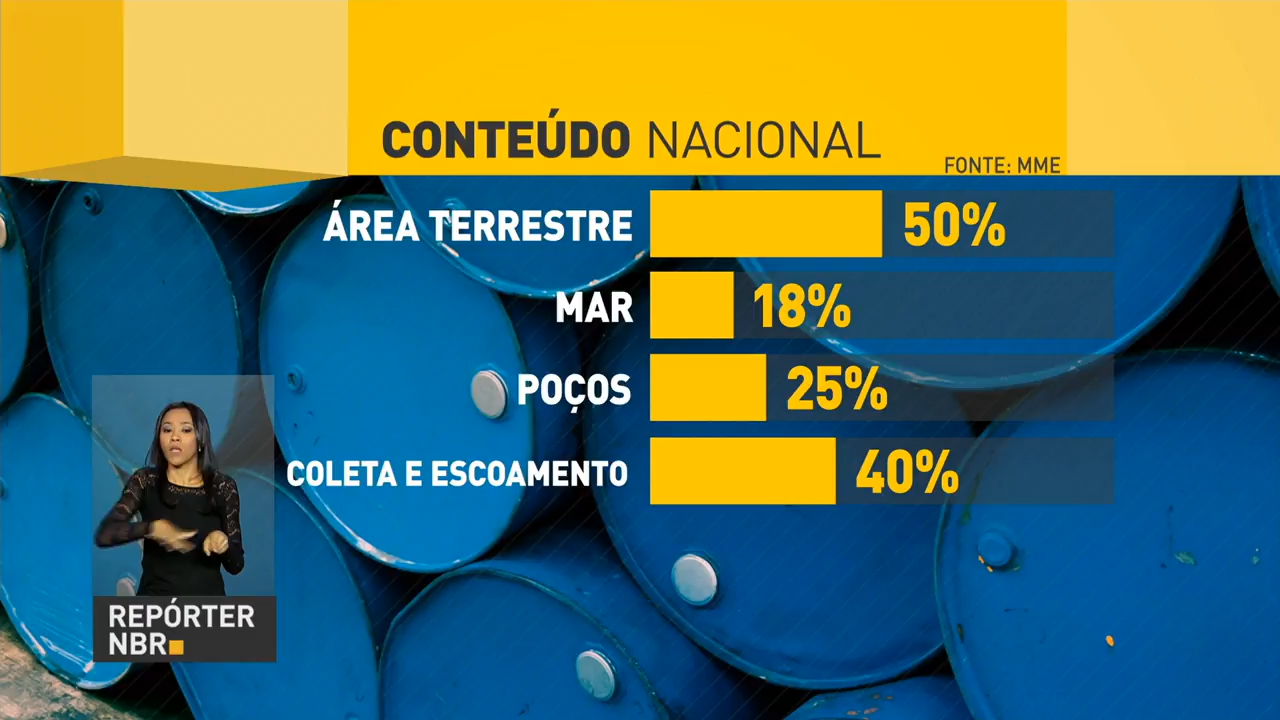 CONTEÚDO NACIONAL
FONTE: MME
ÁREA TERRESTRE 50%
MAR 18%
POÇOS 25%
COLETA E ESCOAMENTO 40%
REPÓRTER
NBR